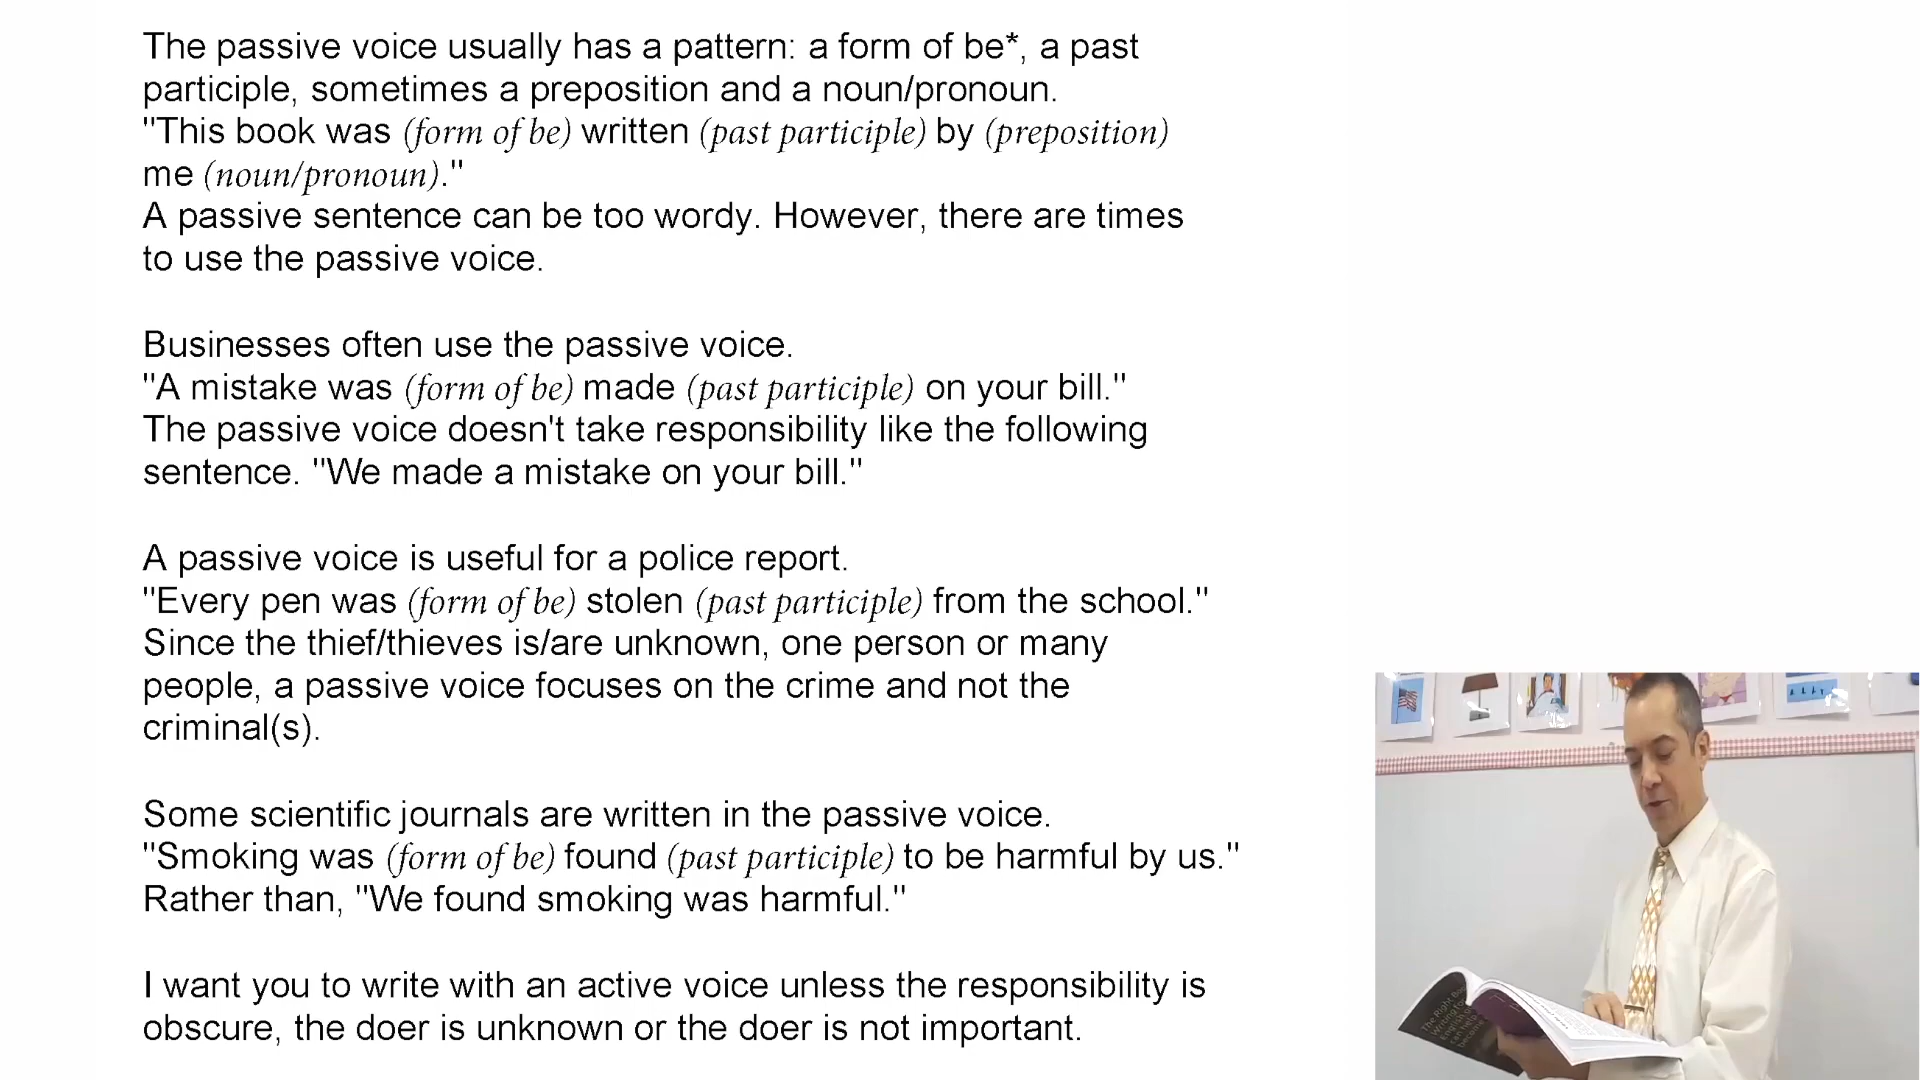 The passive voice usually has a pattern: a form of be*, a past
participle, sometimes a preposition and a noun/pronoun.
"This book was (form of be) written (past participle) by (preposition)
me (noun/pronoun)."
A passive sentence can be too wordy. However, there are times
to use the passive voice.
Businesses often use the passive voice.
"A mistake was (form of be) made (past participle) on your bill."
The passive voice doesn't take responsibility like the following
sentence. "We made a mistake on your bill."
A passive voice is useful for a police report.
"Every pen was (form of be) stolen (past participle) from the school."
Since the thief/thieves is/are unknown, one person or many
people, a passive voice focuses on the crime and not the
criminal(s).
Some scientific journals are written in the passive voice.
"Smoking was (form of be) found (past participle) to be harmful by us."
Rather than, "We found smoking was harmful."
I want you to write with an active voice unless the responsibility is
obscure, the doer is unknown or the doer is not important.